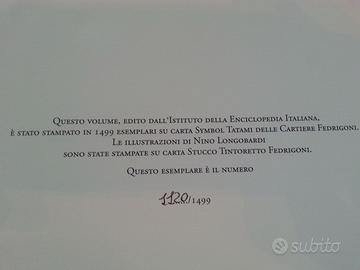 Questo volume, edito dall'Istituto della Enciclopedia Italiana,
è stato stampato in 1499 esemplari su carta Symbol Tatami delle Cartiere Fedrigoni.
Le illustrazioni di Nino Longobardi
sono state stampate su carta Stucco Tintoretto Fedrigoni.
Questo esemplare è il numero
1120/1499
subito